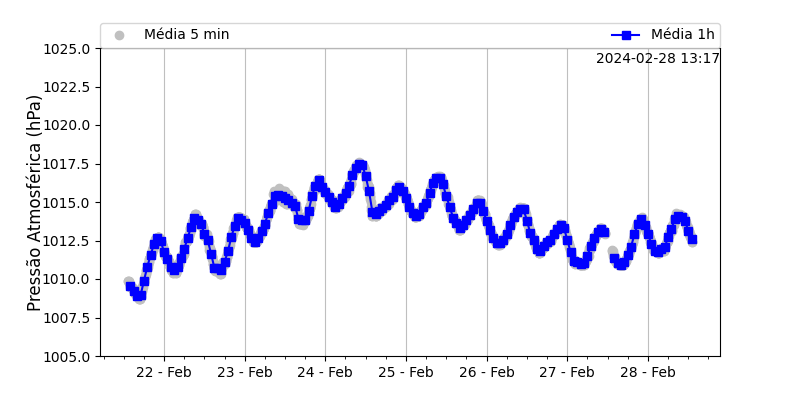 Média 5 min
Média 1h
2024-02-28 13:17
Pressão Atmosférica (hPa)
1025.0
1022.5
1020.0
1017.5
1015.0
1012.5
1010.0
1007.5
1005.0
22 - Feb
23 - Feb
24 - Feb
25 - Feb
26 - Feb
27 - Feb
28 - Feb